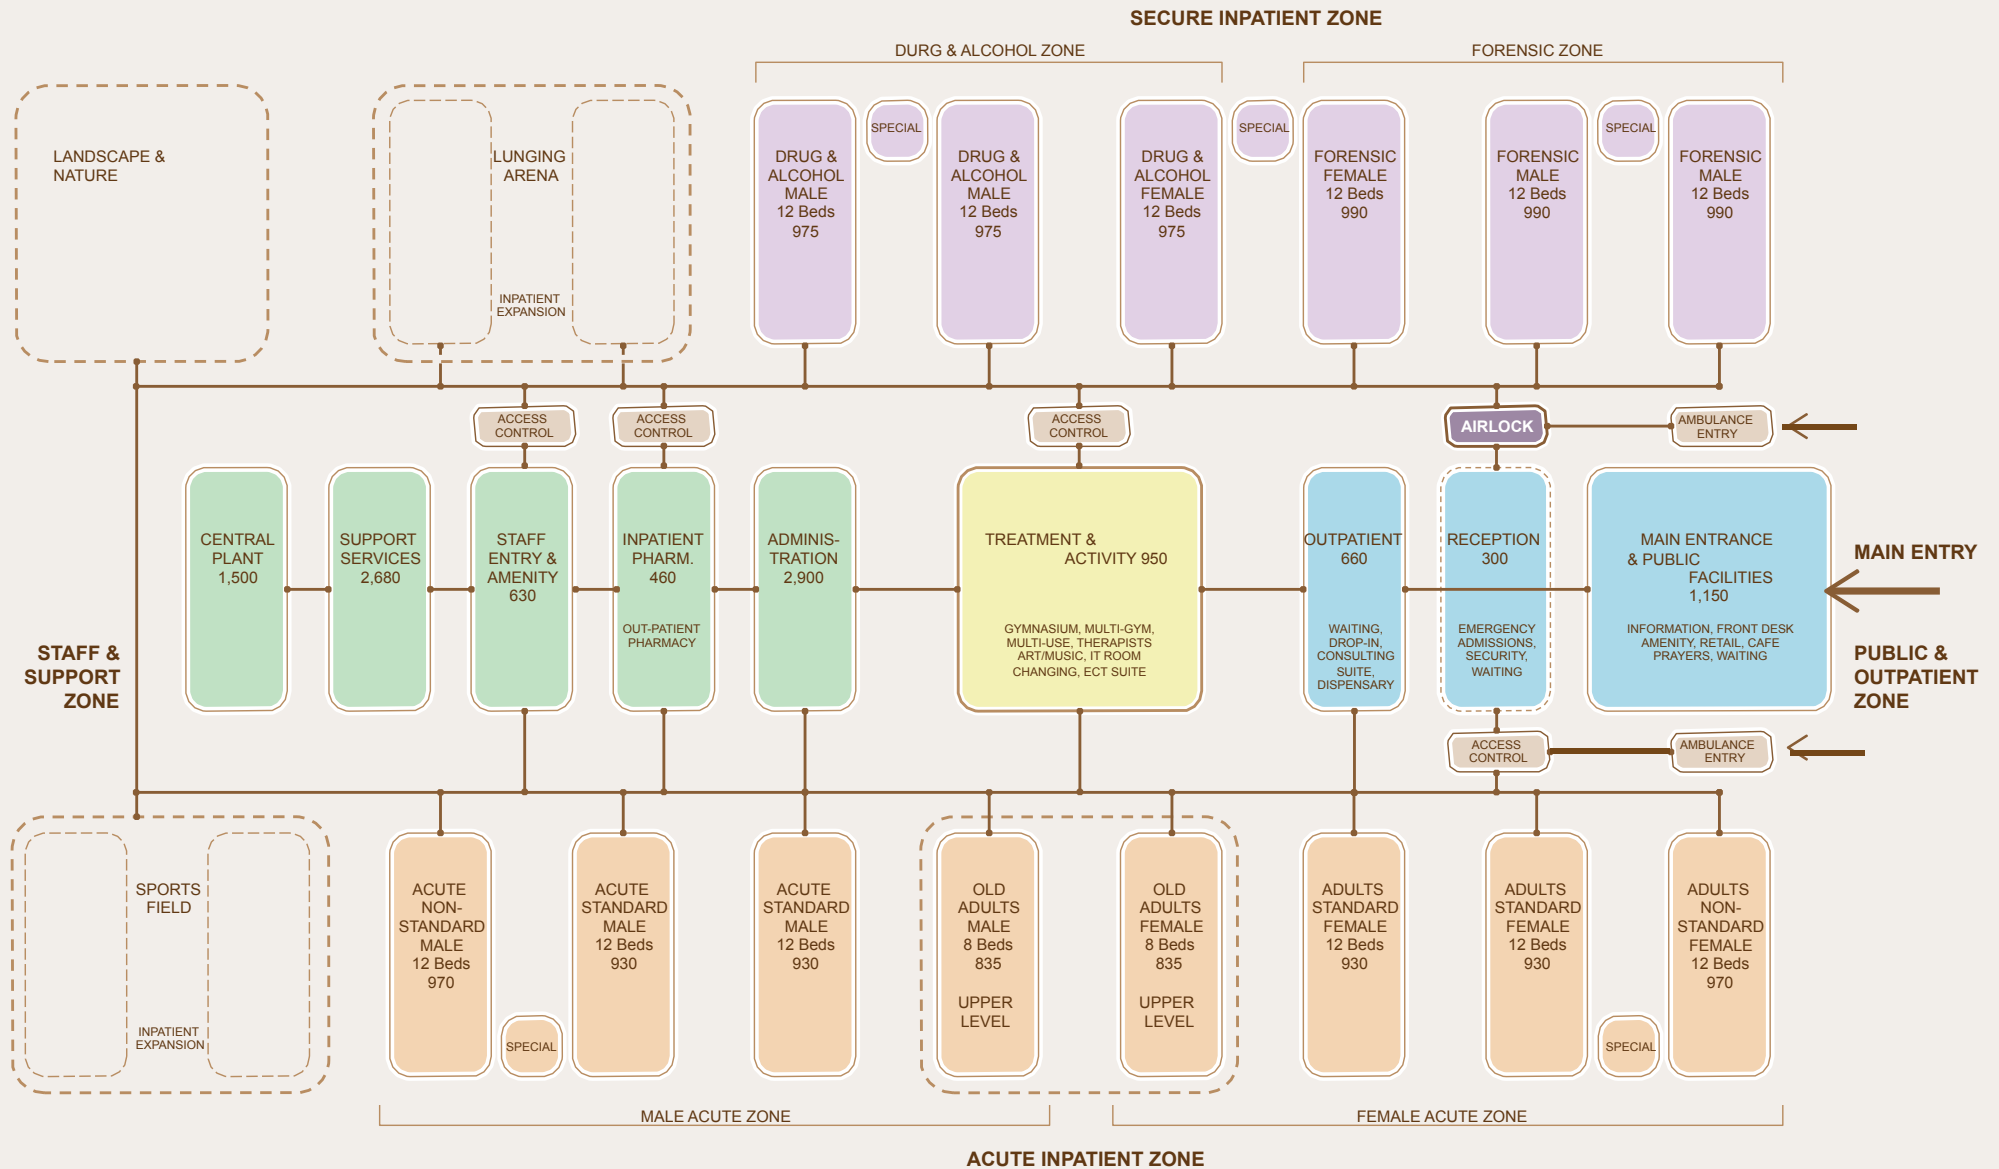 SECURE INPATIENT ZONE
DURG & ALCOHOL ZONE
FORENSIC ZONE
LANDSCAPE &
NATURE
LUNGING
ARENA
INPATIENT
EXPANSION
DRUG &
ALCOHOL
MALE
12 Beds
975
SPECIAL
DRUG &
ALCOHOL
MALE
12 Beds
975
DRUG &
ALCOHOL
FEMALE
12 Beds
975
SPECIAL
FORENSIC
FEMALE
12 Beds
990
FORENSIC
MALE
12 Beds
990
SPECIAL
FORENSIC
MALE
12 Beds
990
ACCESS
CONTROL
ACCESS
CONTROL
ACCESS
CONTROL
AIRLOCK
AMBULANCE
ENTRY
CENTRAL
PLANT
1,500
SUPPORT
SERVICES
2,680
STAFF
ENTRY &
AMENITY
630
INPATIENT
PHARM.
460
OUT-PATIENT
PHARMACY
ADMINIS-
TRATION
2,900
TREATMENT &
ACTIVITY 950
GYMNASIUM, MULTI-GYM,
MULTI-USE, THERAPISTS
ART/MUSIC, IT ROOM
CHANGING, ECT SUITE
OUTPATIENT
660
WAITING,
DROP-IN,
CONSULTING
SUITE,
DISPENSARY
RECEPTION
300
EMERGENCY
ADMISSIONS,
SECURITY,
WAITING
MAIN ENTRANCE
& PUBLIC
FACILITIES
1,150
INFORMATION, FRONT DESK
AMENITY, RETAIL, CAFE
PRAYERS, WAITING
MAIN ENTRY
STAFF &
SUPPORT
ZONE
PUBLIC &
OUTPATIENT
ZONE
ACCESS
CONTROL
AMBULANCE
ENTRY
SPORTS
FIELD
INPATIENT
EXPANSION
ACUTE
NON-
STANDARD
MALE
12 Beds
970
SPECIAL
ACUTE
STANDARD
MALE
12 Beds
930
ACUTE
STANDARD
MALE
12 Beds
930
OLD
ADULTS
MALE
8 Beds
835
UPPER
LEVEL
OLD
ADULTS
FEMALE
8 Beds
835
UPPER
LEVEL
ADULTS
STANDARD
FEMALE
12 Beds
930
ADULTS
STANDARD
FEMALE
12 Beds
930
SPECIAL
ADULTS
NON-
STANDARD
FEMALE
12 Beds
970
MALE ACUTE ZONE
FEMALE ACUTE ZONE
ACUTE INPATIENT ZONE